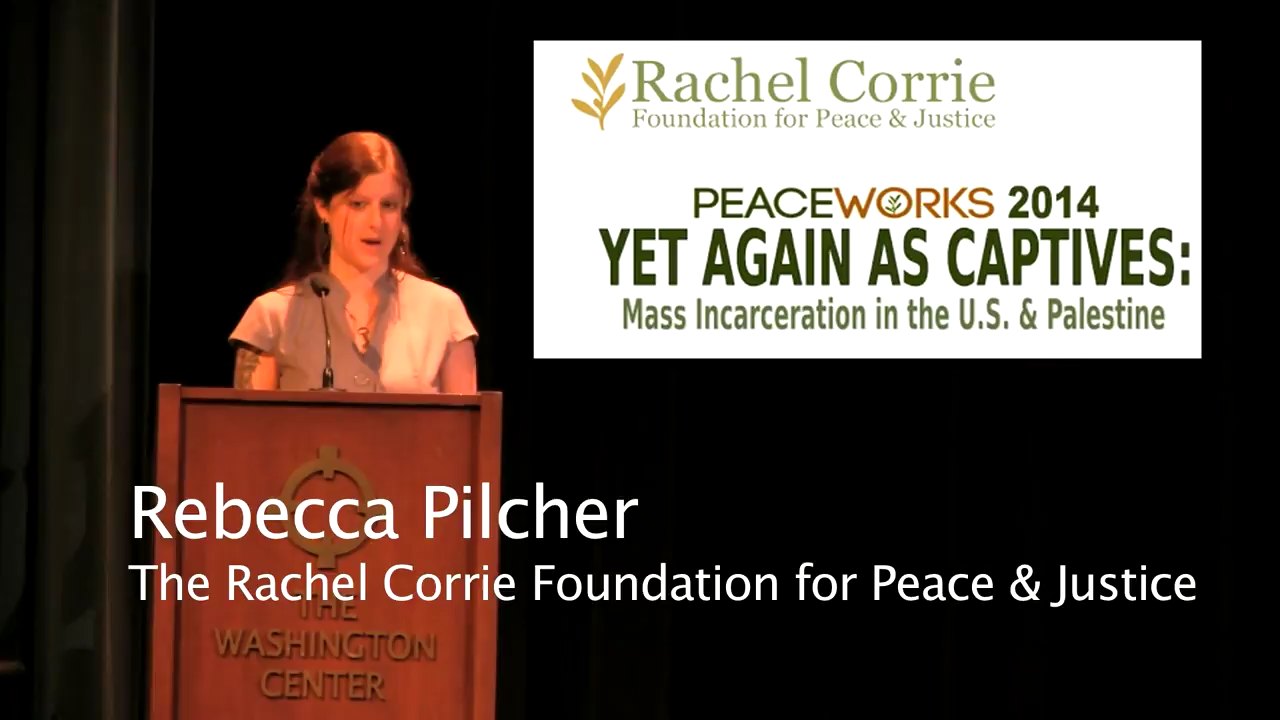 Rachel Corrie
Foundation for Peace & Justice
PEACEWORKS 2014
YET AGAIN AS CAPTIVES:
Mass Incarceration in the U.S. & Palestine
Rebecca Pilcher
The Rachel Corrie Foundation for Peace & Justice
THE
WASHINGTON
CENTER